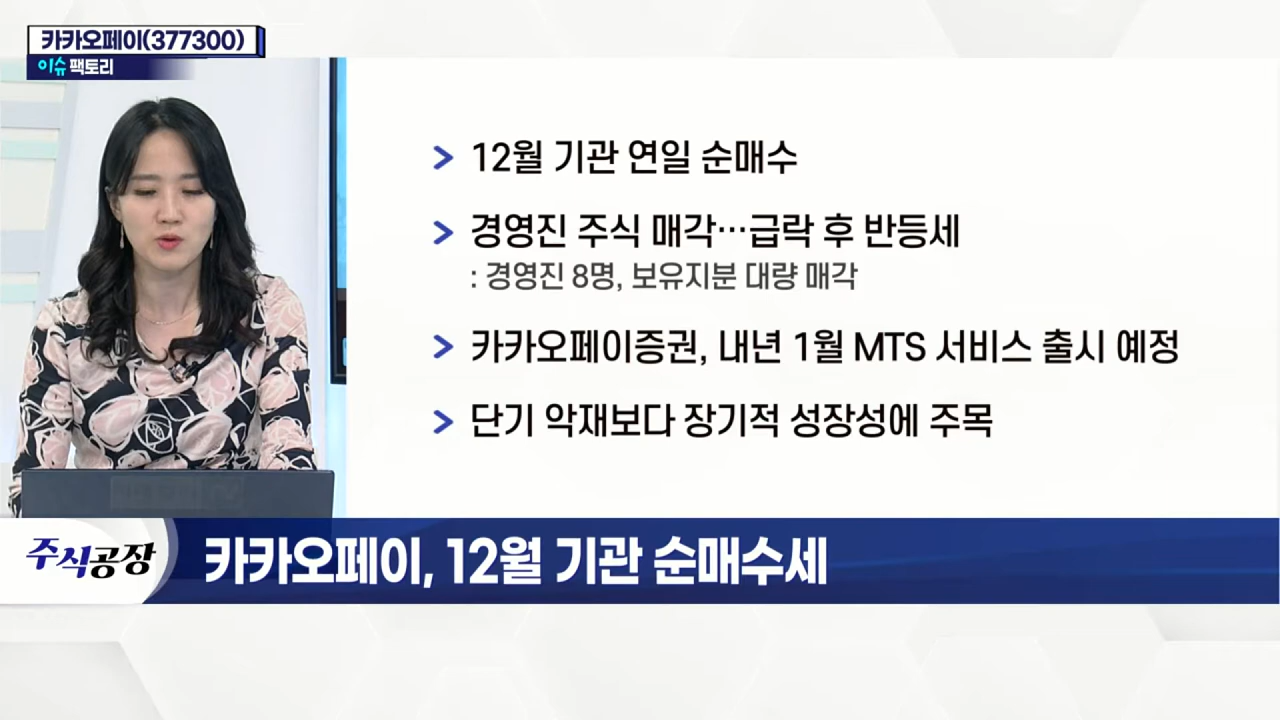 카카오페이(377300)
이슈 팩토리
> 12월 기관 연일 순매수
> 경영진 주식 매각…급락 후 반등세
: 경영진 8명, 보유지분 대량 매각
> 카카오페이증권, 내년 1월 MTS 서비스 출시 예정
> 단기 악재보다 장기적 성장성에 주목
주식공장
카카오페이, 12월 기관 순매수세